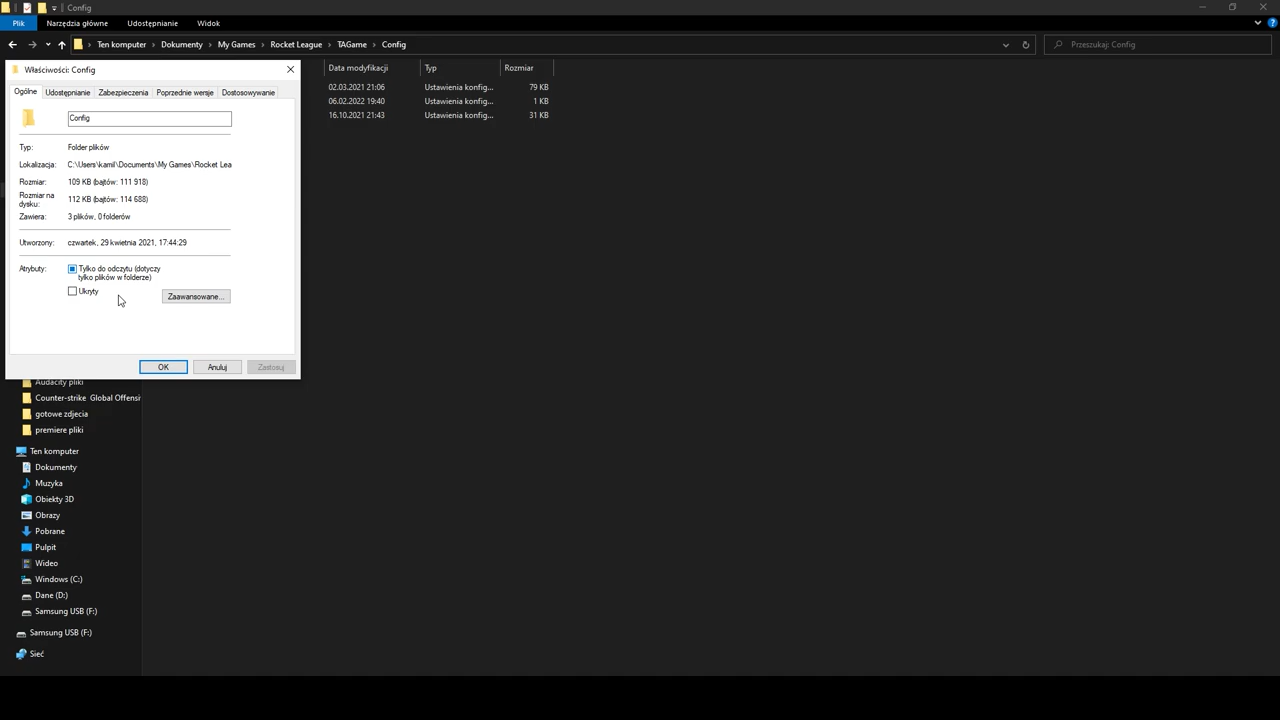 Config
Plik
Narzędzia główne
Udostępnianie
Widok
Ten komputer
Dokumenty
My Games
Rocket League
TAGame
Config
Przeszukaj: Config
Właściwości: Config
Ogólne
Udostępnianie
Zabezpieczenia
Poprzednie wersje
Dostosowywanie
Config
Typ: Folder plików
Lokalizacja: C:\Users\kamil\Documents\My Games\Rocket Lea
Rozmiar: 109 KB (bajtów: 111 918)
Rozmiar na
dysku: 112 KB (bajtów: 114 688)
Zawiera: 3 plików, 0 folderów
Utworzony: czwartek, 29 kwietnia 2021, 17:44:29
Atrybuty: Tylko do odczytu (dotyczy
tylko plików w folderze)
Ukryty
Zaawansowane...
OK
Anuluj
Zastosuj
Data modyfikacji Typ Rozmiar
02.03.2021 21:06 Ustawienia konfig... 79 KB
06.02.2022 19:40 Ustawienia konfig... 1 KB
16.10.2021 21:43 Ustawienia konfig... 31 KB
Audacity pliki
Counter-strike Global Offensi
gotowe zdjecia
premiere pliki
Ten komputer
Dokumenty
Muzyka
Obiekty 3D
Obrazy
Pobrane
Pulpit
Wideo
Windows (C:)
Dane (D:)
Samsung USB (F:)
Samsung USB (F:)
Sieć